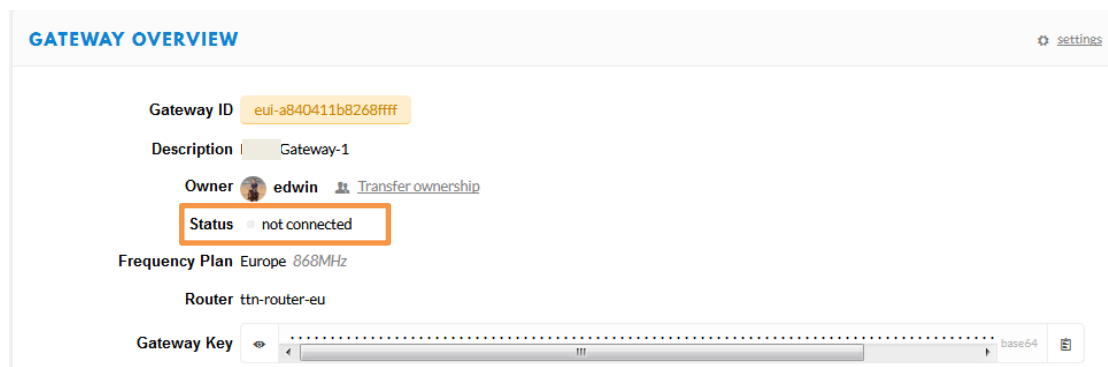 GATEWAY OVERVIEW
settings
Gateway ID eui-a840411b8268ffff
Description Gateway-1
Owner edwin Transfer ownership
Status not connected
Frequency Plan Europe 868MHz
Router ttn-router-eu
Gateway Key base64